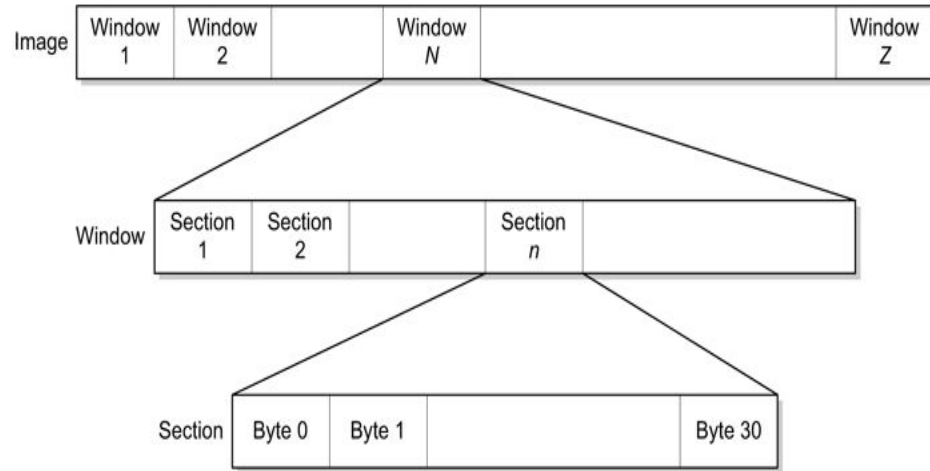 Image
Window
1
Window
2
Window
N
Window
Z
Window
Section
1
Section
2
Section
n
Section
Byte 0
Byte 1
Byte 30